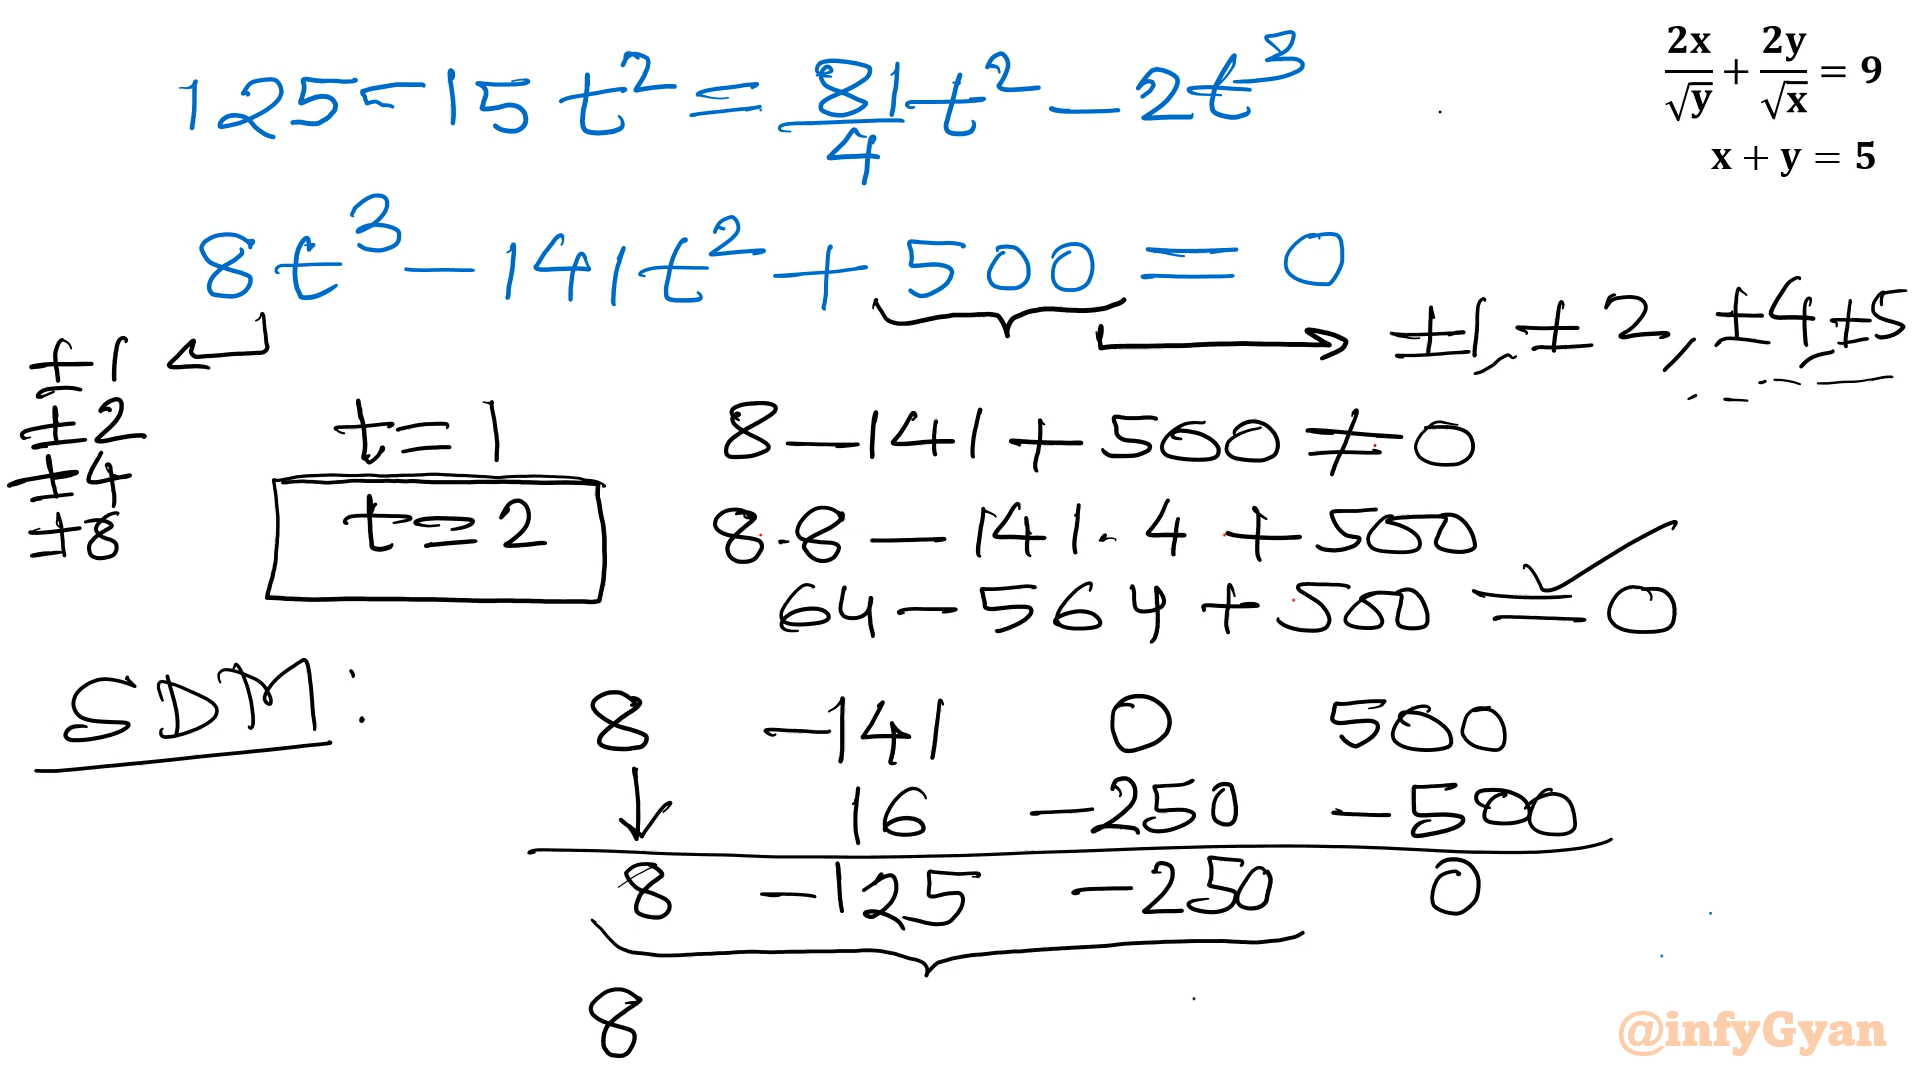 125 - 15t² = 81/4 t² - 2t³
2x/√y + 2y/√x = 9
x + y = 5
8t³ - 141t² + 500 = 0
±1, ±2, ±4, ±5
±1
±2
±4
±8
t = 1
8 - 141 + 500 ≠ 0
t = 2
8.8 - 141.4 + 500
64 - 564 + 500 = 0
SDM:
8 -141 0 500
16 -250 -500
8 -125 -250 0
8
@infyGyan